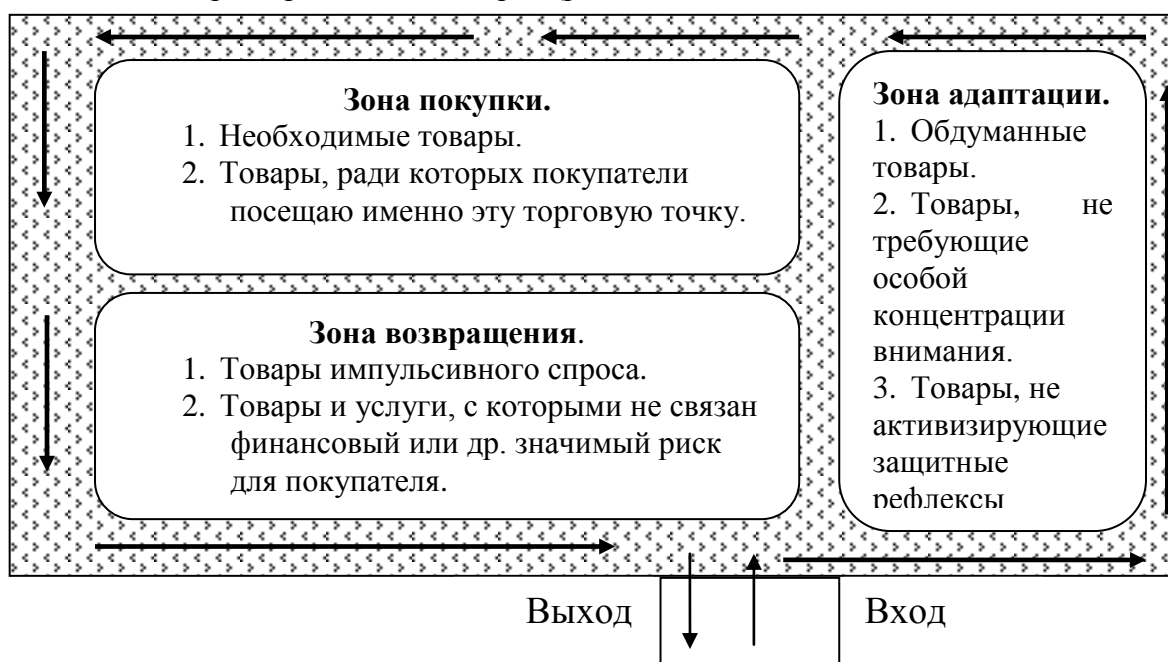 Зона покупки.
1. Необходимые товары.
2. Товары, ради которых покупатели
посещаю именно эту торговую точку.
Зона возвращения.
1. Товары импульсивного спроса.
2. Товары и услуги, с которыми не связан
финансовый или др. значимый риск
для покупателя.
Зона адаптации.
1. Обдуманные
товары.
2. Товары, не
требующие
особой
концентрации
внимания.
3. Товары, не
активизирующие
защитные
рефлексы
Выход
Вход